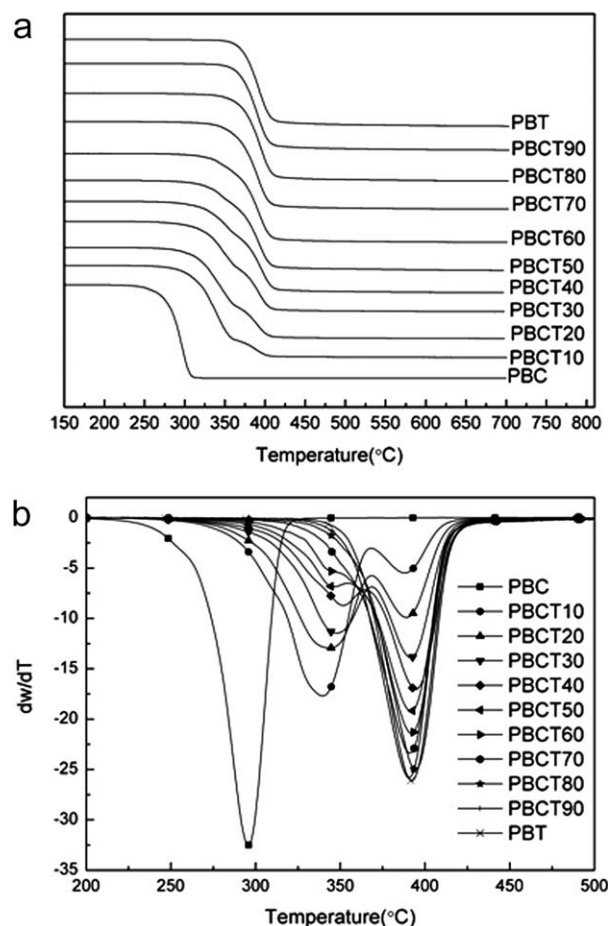 a
PBT
PBCT90
PBCT80
PBCT70
PBCT60
PBCT50
PBCT40
PBCT30
PBCT20
PBCT10
PBC
150 200 250 300 350 400 450 500 550 600 650 700 750 800
Temperature(°C)
b
0
-5
-10
-15
-20
-25
-30
-35
dw/dT
PBC
PBCT10
PBCT20
PBCT30
PBCT40
PBCT50
PBCT60
PBCT70
PBCT80
PBCT90
PBT
200 250 300 350 400 450 500
Temperature(°C)